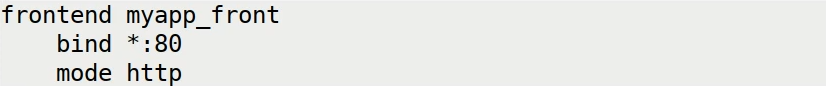 frontend myapp_front
    bind *:80
    mode http